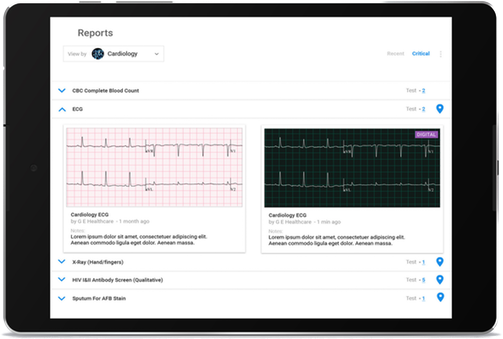 Reports
View by Cardiology
Recent Critical
CBC Complete Blood Count Test - 2
ECG Test - 2
DIGITAL
Cardiology ECG
by G E Healthcare - 1 month ago
Notes:
Lorem ipsum dolor sit amet, consectetuer adipiscing elit.
Aenean commodo ligula eget dolor. Aenean massa.
Cardiology ECG
by G E Healthcare - 1 min ago
Notes:
Lorem ipsum dolor sit amet, consectetuer adipiscing elit.
Aenean commodo ligula eget dolor. Aenean massa.
X-Ray (Hand/fingers) Test - 1
HIV I&II Antibody Screen (Qualitative) Test - 5
Sputum For AFB Stain Test - 1